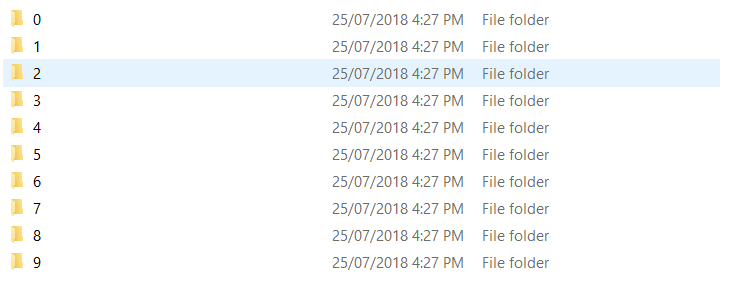 0 25/07/2018 4:27 PM File folder
1 25/07/2018 4:27 PM File folder
2 25/07/2018 4:27 PM File folder
3 25/07/2018 4:27 PM File folder
4 25/07/2018 4:27 PM File folder
5 25/07/2018 4:27 PM File folder
6 25/07/2018 4:27 PM File folder
7 25/07/2018 4:27 PM File folder
8 25/07/2018 4:27 PM File folder
9 25/07/2018 4:27 PM File folder